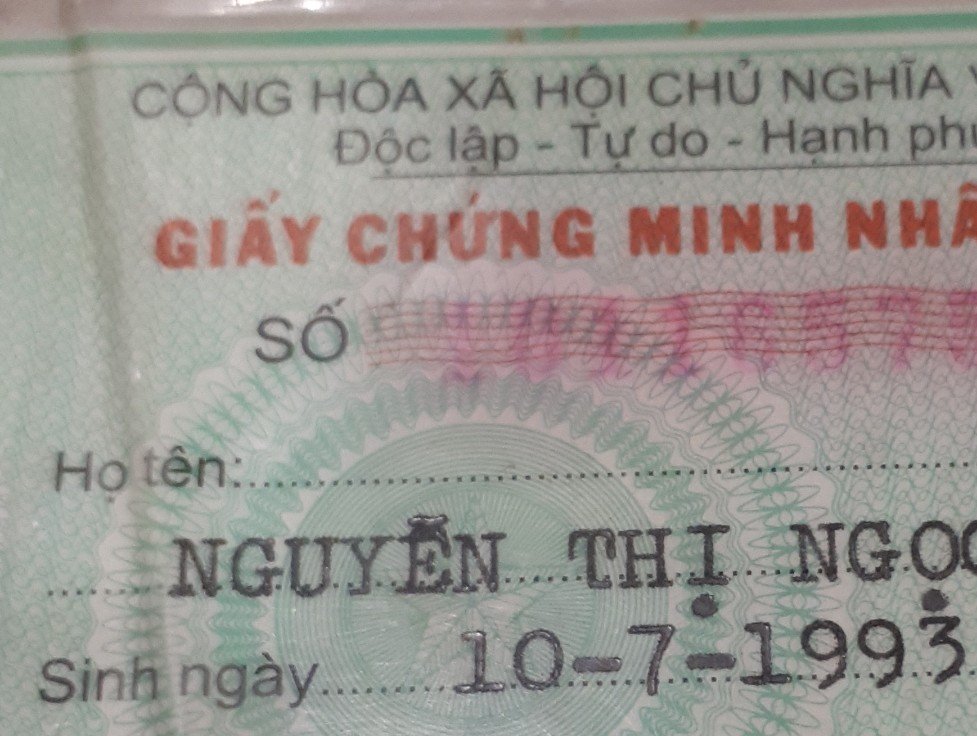 CỘNG HÒA XÃ HỘI CHỦ NGHĨA
Độc lập - Tự do - Hạnh
GIẤY CHỨNG MINH
SỐ
Họ tên:
NGUYỄN THỊ
Sinh ngày 10-7-1993